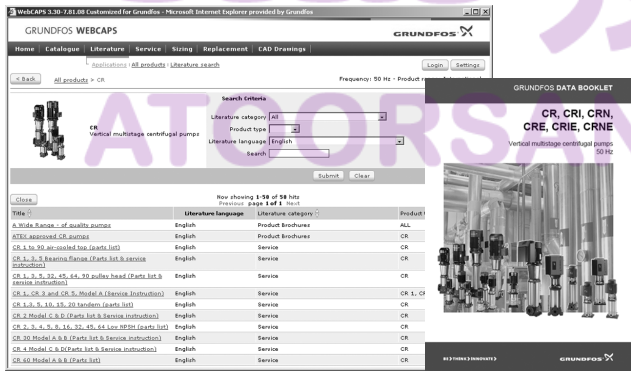 WebCAPS 3.30-7.81.08 Customized for Grundfos - Microsoft Internet Explorer provided by Grundfos
GRUNDFOS WEBCAPS
GRUNDFOS
Home | Catalogue | Literature | Service | Sizing | Replacement | CAD Drawings
Applications | All products | Literature search
Login Settings
< Back All products > CR
Frequency: 50 Hz - Product
Search Criteria
Literature category All
CR
Vertical multistage centrifugal pumps
Product type
Literature language English
Search
Submit Clear
Close
Now showing 1-50 of 50 hits
Previous page 1 of 1 Next
Title Literature language Literature category Product
A Wide Range - of quality pumps English Product Brochures ALL
ATEX approved CR pumps English Product Brochures CR
CR 1 to 90 air-cooled top (parts list) English Service CR
CR 1, 3, 5 Bearing flange (Parts list & service
instruction) English Service CR
CR 1, 3, 5, 32, 45, 64, 90 pulley head (Parts list &
service instruction) English Service CR
CR 1, CR 3 and CR 5, Model A (Service Instruction) English Service CR 1, CR
CR 1,3, 5, 10, 15, 20 tandem (parts list) English Service CR
CR 2 Model C & D (Parts list & Service instruction) English Service CR
CR 2, 3, 4, 5, 8, 16, 32, 45, 64 Low NPSH (parts list) English Service CR
CR 30 Model A & B (Parts list & Service instruction) English Service CR
CR 4 Model C & D(Parts list & Service instruction) English Service CR
CR 60 Model A & B (Parts list) English Service CR
GRUNDFOS DATA BOOKLET
CR, CRI, CRN,
CRE, CRIE, CRNE
Vertical multistage centrifugal pumps
50 Hz
BE > THINK > INNOVATE >
GRUNDFOS
ATOORSAN